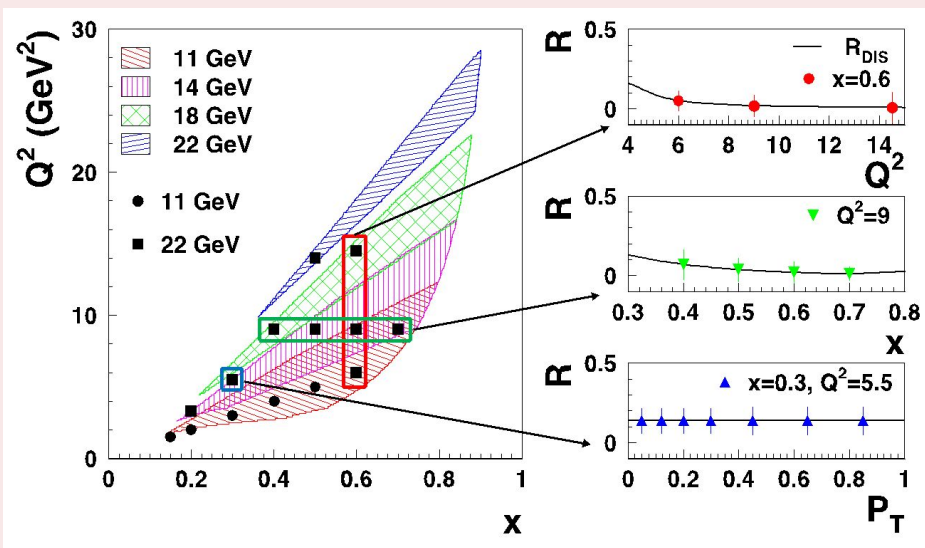 Q² (GeV²)
30
20
10
0
11 GeV
14 GeV
18 GeV
22 GeV
11 GeV
22 GeV
0 0.2 0.4 0.6 0.8 1
x
R
0.5
0
R_DIS
x=0.6
4 6 8 10 12 14
Q²
R
0.5
0
Q²=9
0.3 0.4 0.5 0.6 0.7 0.8
x
R
0.5
0
x=0.3, Q²=5.5
0 0.2 0.4 0.6 0.8 1
P_T